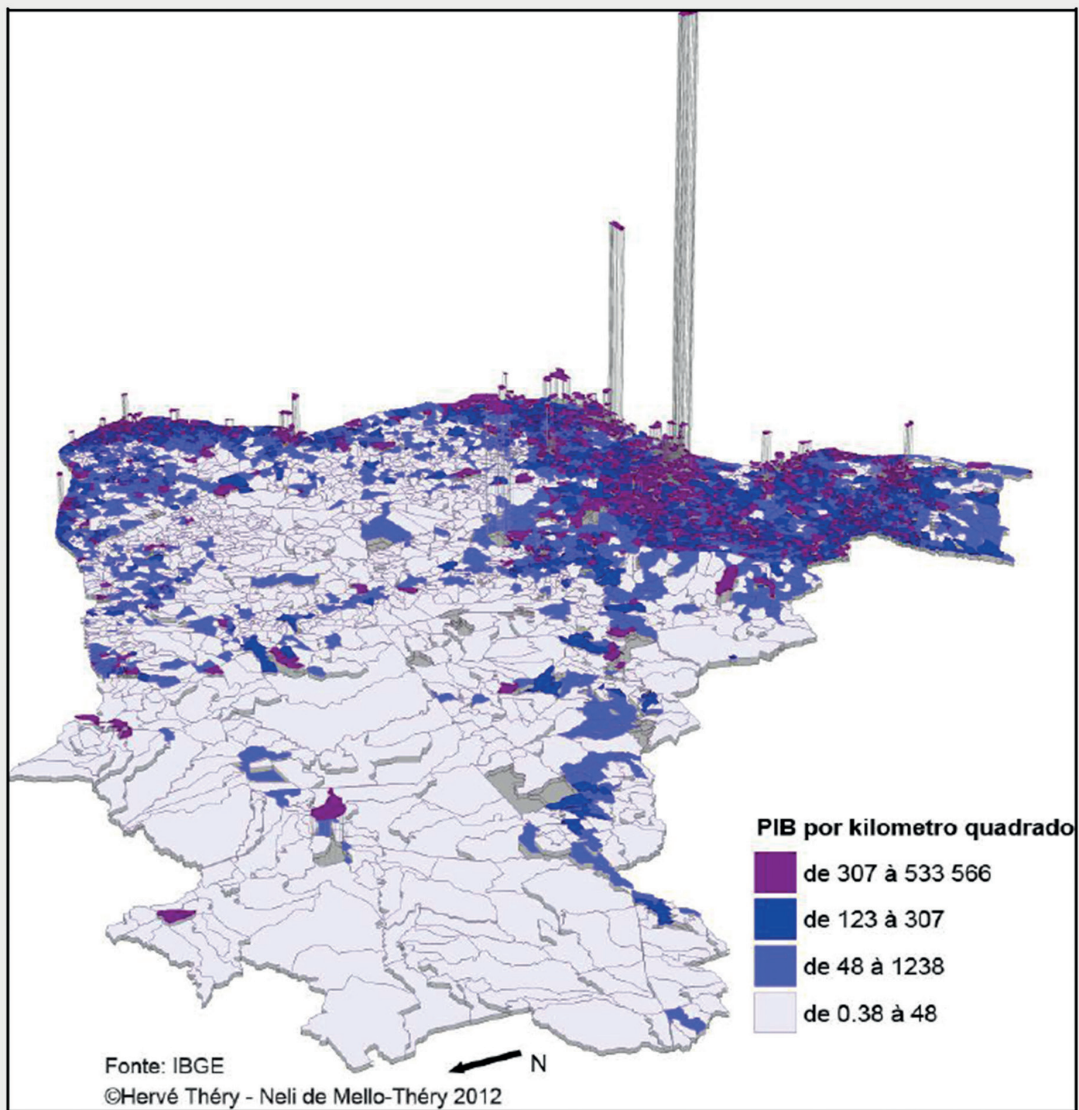 PIB por kilometro quadrado
de 307 à 533 566
de 123 à 307
de 48 à 1238
de 0.38 à 48
N
Fonte: IBGE
©Hervé Théry - Neli de Mello-Théry 2012